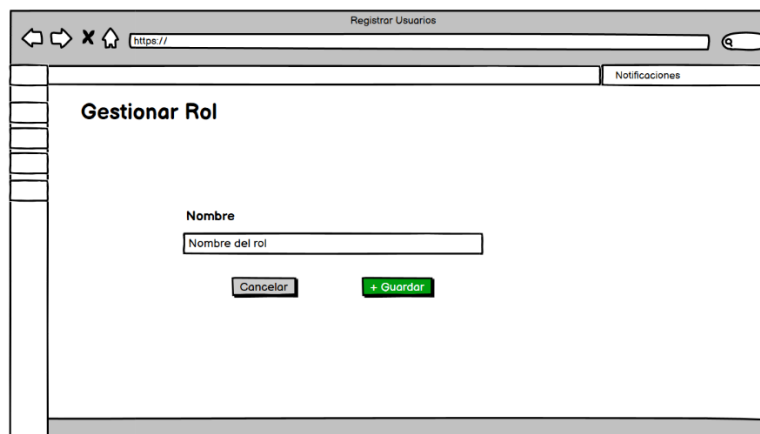 Registrar Usuarios
https://
Notificaciones
Gestionar Rol
Nombre
Nombre del rol
Cancelar
+ Guardar